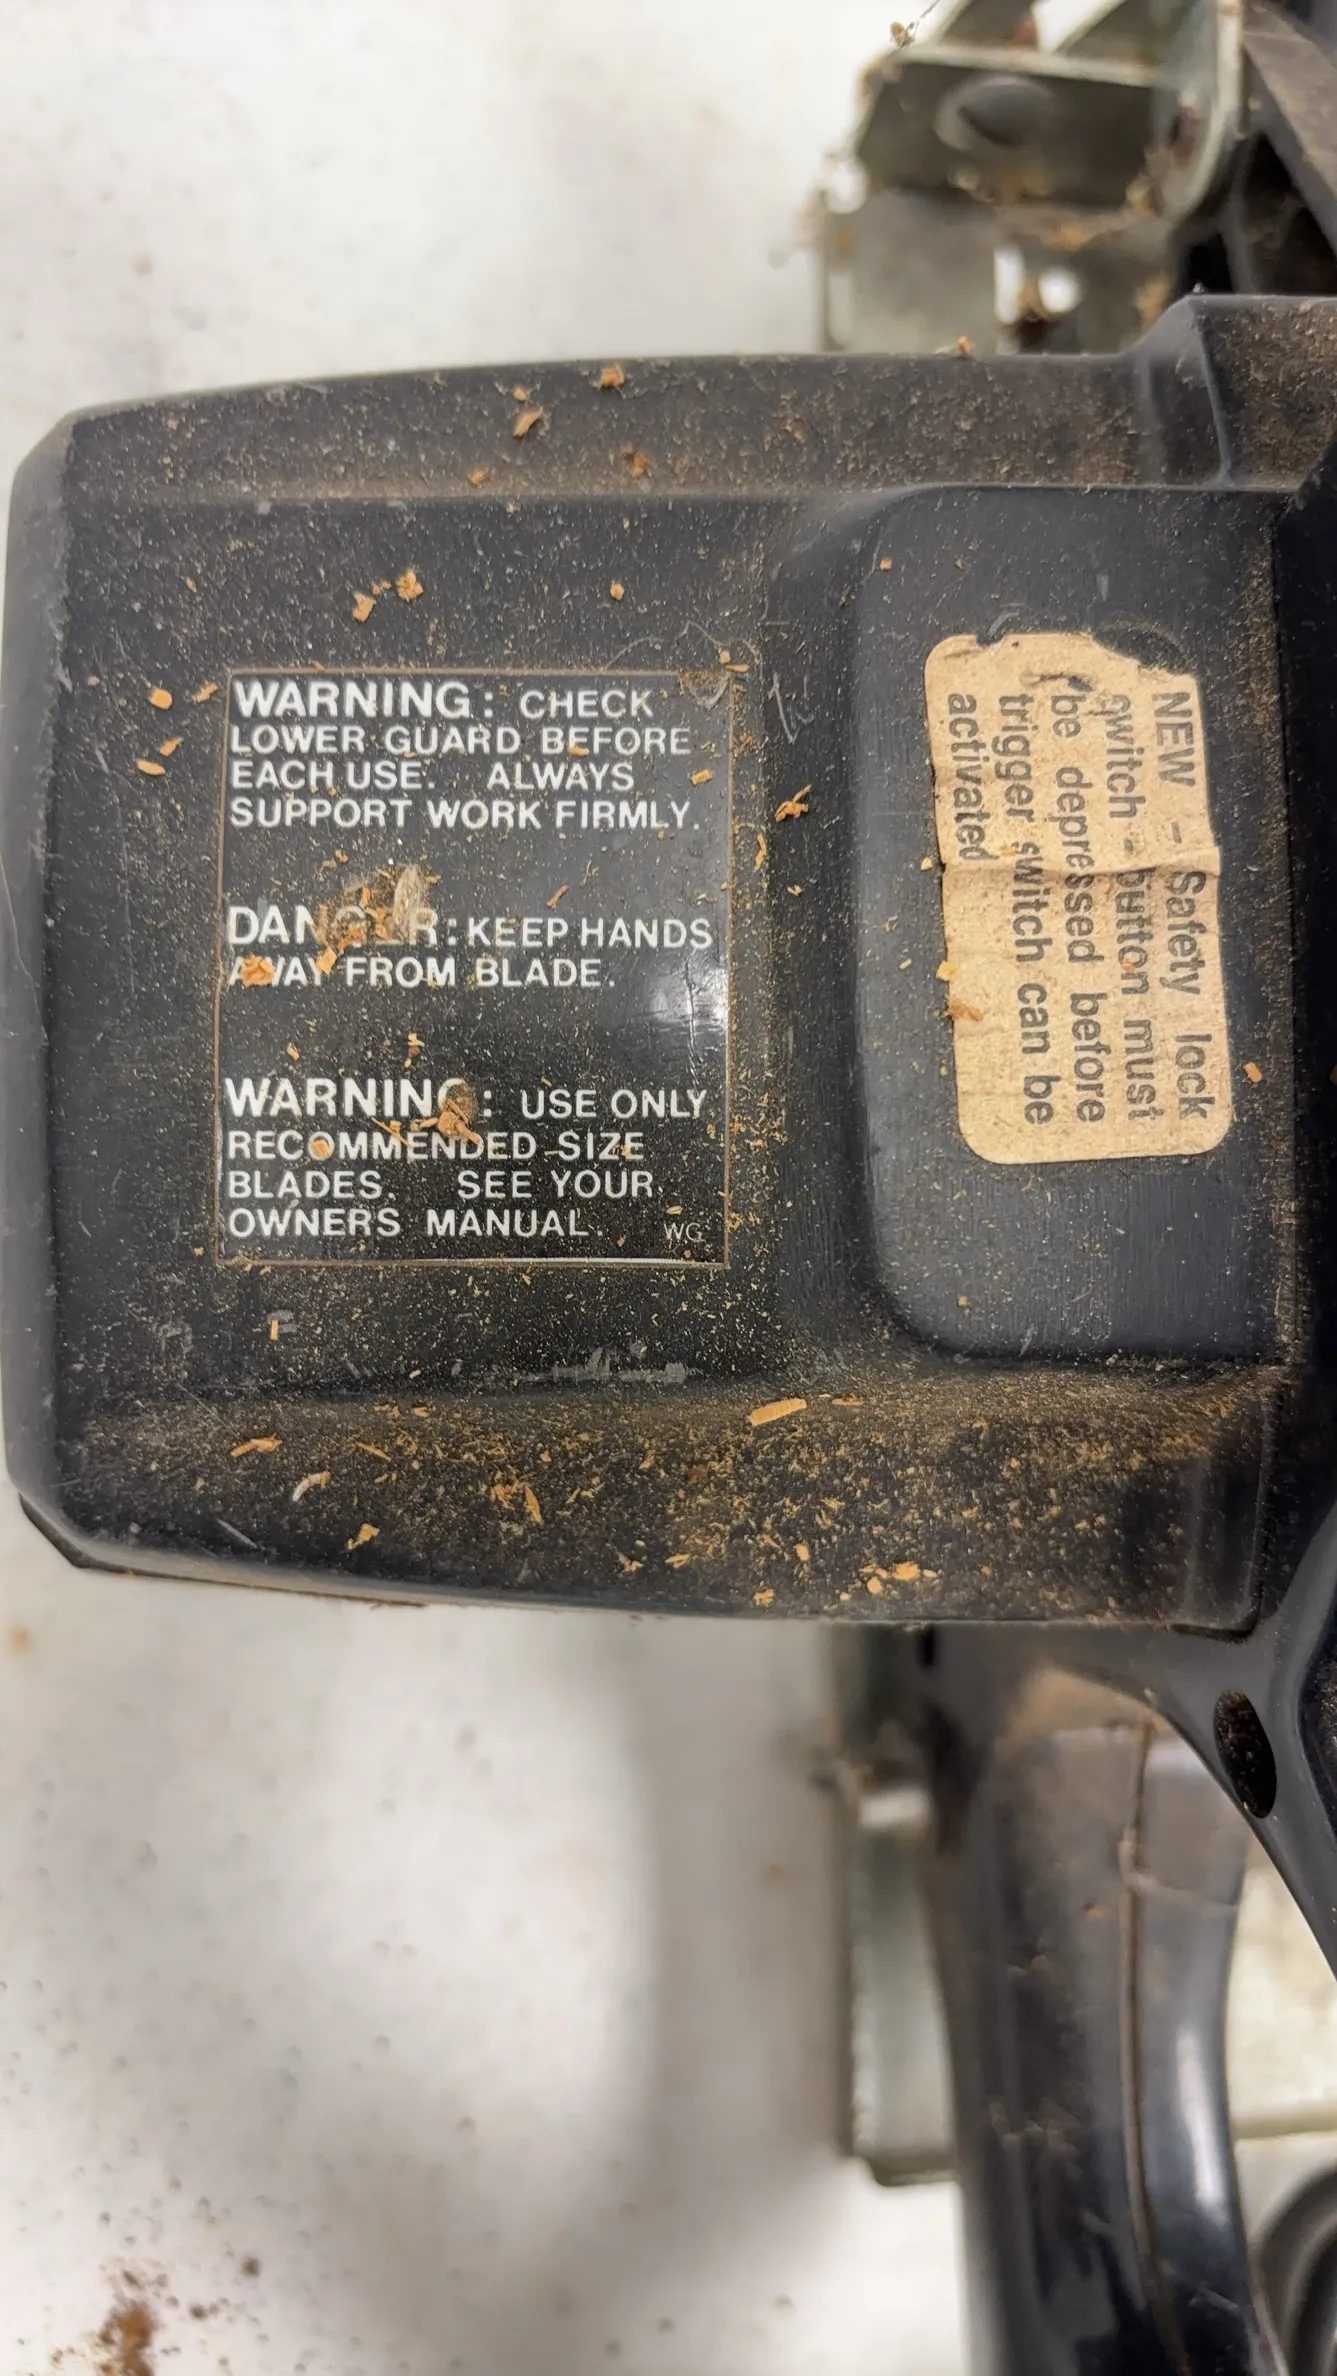 WARNING: CHECK
LOWER GUARD BEFORE
EACH USE. ALWAYS
SUPPORT WORK FIRMLY.
DANGER: KEEP HANDS
AWAY FROM BLADE.
WARNING: USE ONLY
RECOMMENDED SIZE
BLADES. SEE YOUR
OWNERS MANUAL.
WG
NEW - Safety lock
switch - button must
be depressed before
trigger switch can be
activated